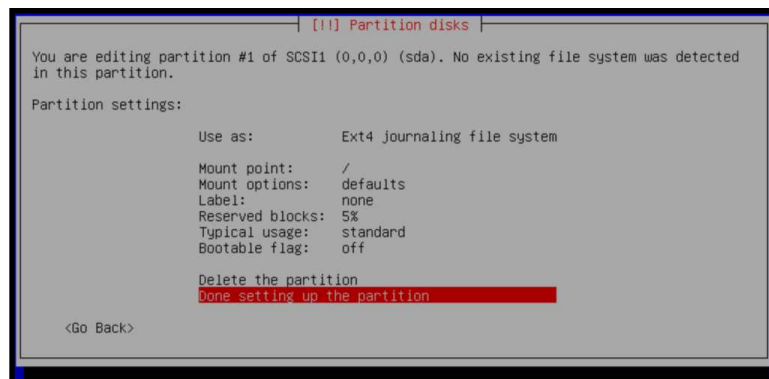 [!!] Partition disks
You are editing partition #1 of SCSI1 (0,0,0) (sda). No existing file system was detected
in this partition.
Partition settings:
Use as: Ext4 journaling file system
Mount point: /
Mount options: defaults
Label: none
Reserved blocks: 5%
Typical usage: standard
Bootable flag: off
Delete the partition
Done setting up the partition
<Go Back>